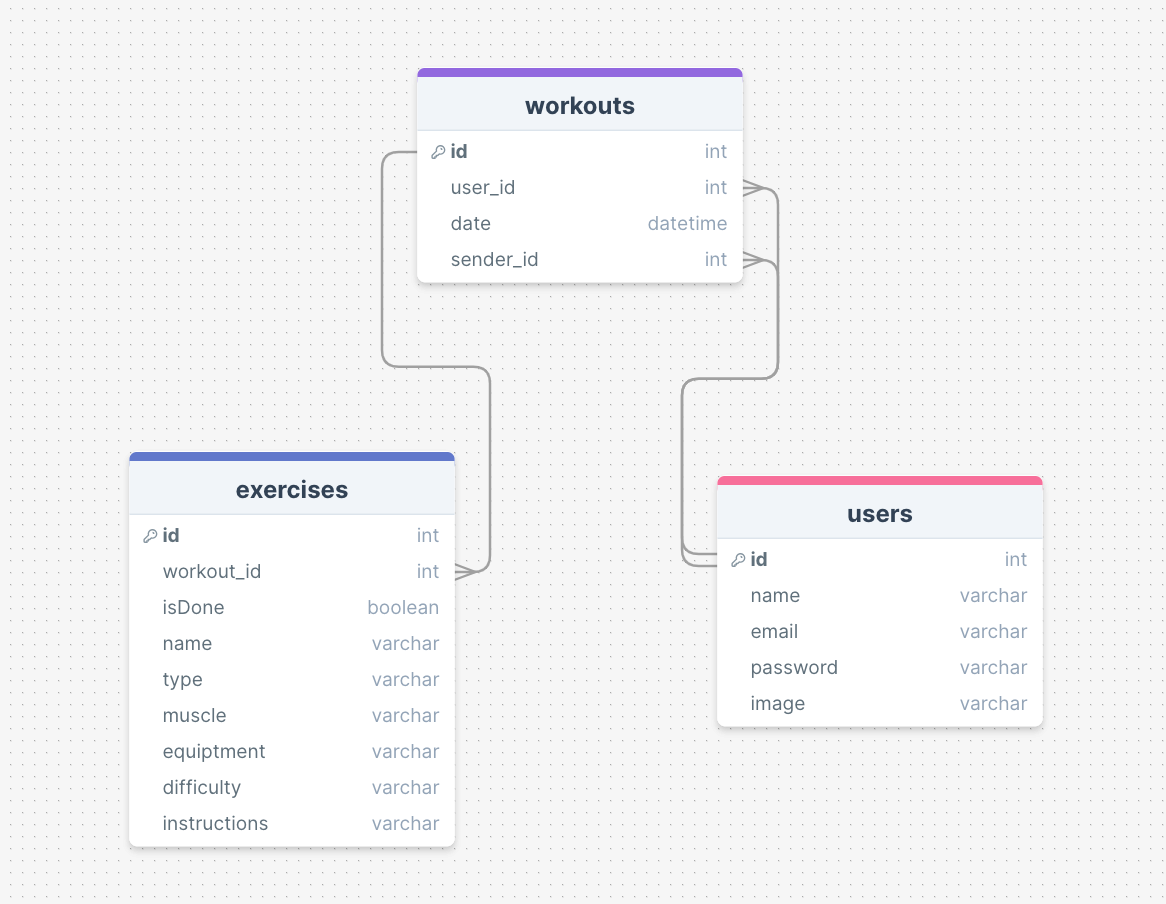 workouts
id int
user_id int
date datetime
sender_id int
exercises
id int
workout_id int
isDone boolean
name varchar
type varchar
muscle varchar
equiptment varchar
difficulty varchar
instructions varchar
users
id int
name varchar
email varchar
password varchar
image varchar